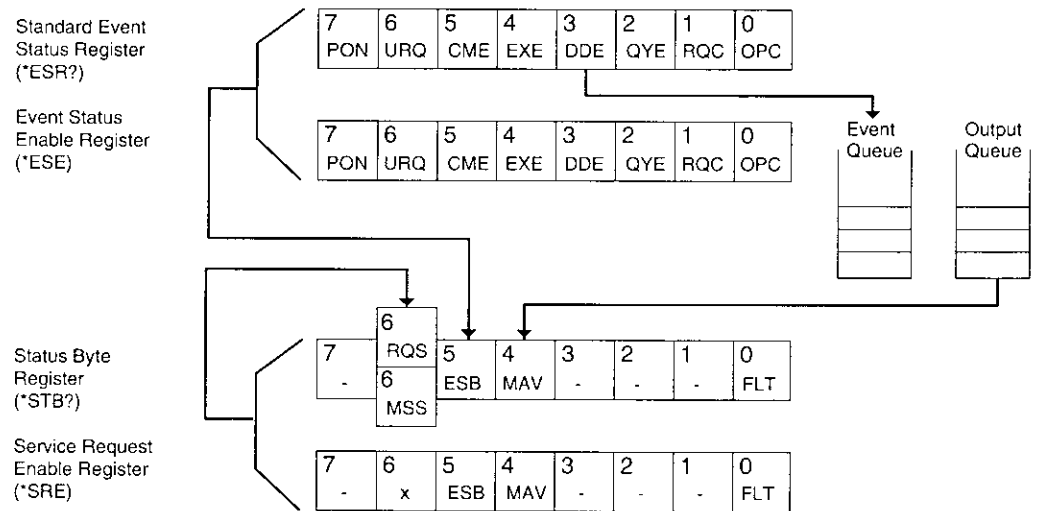 Standard Event
Status Register
(*ESR?)
7 6 5 4 3 2 1 0
PON URQ CME EXE DDE QYE RQC OPC
Event Status
Enable Register
(*ESE)
7 6 5 4 3 2 1 0
PON URQ CME EXE DDE QYE RQC OPC
Event
Queue
Output
Queue
Status Byte
Register
(*STB?)
6
RQS
7 6 5 4 3 2 1 0
- MSS ESB MAV - - - FLT
Service Request
Enable Register
(*SRE)
7 6 5 4 3 2 1 0
- x ESB MAV - - - FLT